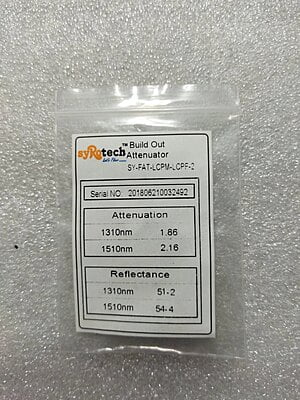 syRotech™ Build Out
Attenuator
SY-FAT-LCPM-LCPF-2
Serial NO: 201806210032492
Attenuation
1310nm 1.86
1510nm 2.16
Reflectance
1310nm 51-2
1510nm 54-4